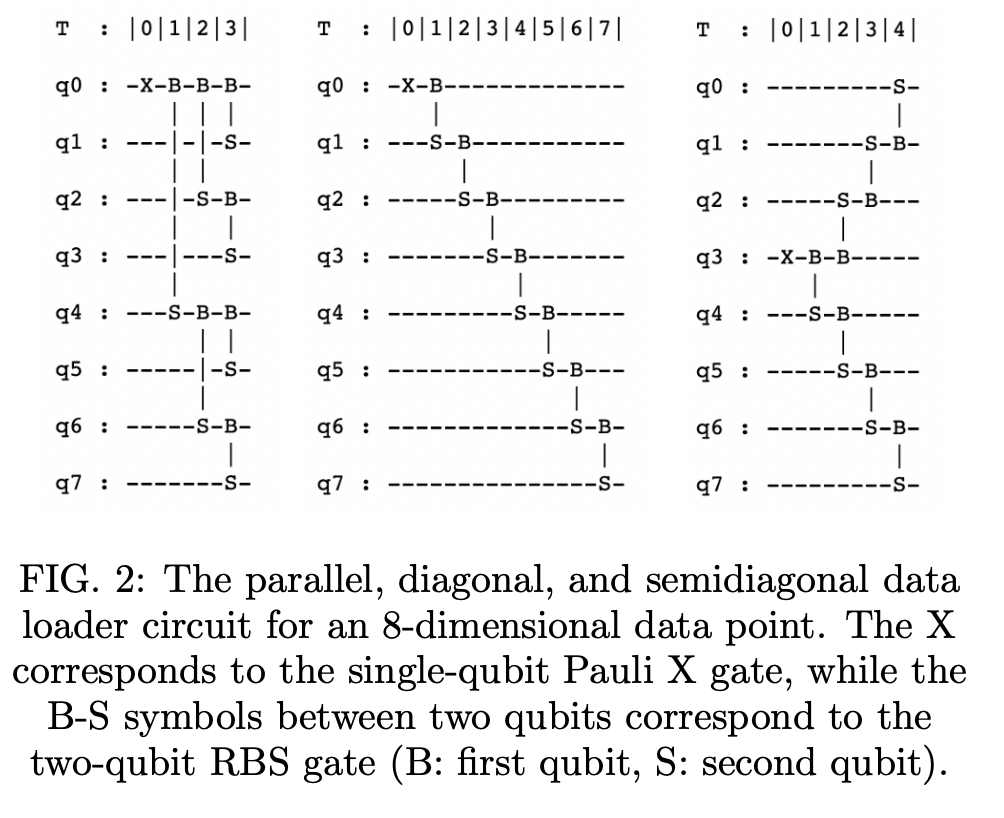 T  : |0|1|2|3|    T  : |0|1|2|3|4|5|6|7|    T  : |0|1|2|3|4|
q0 : -X-B-B-B-    q0 : -X-B-------------    q0 : ---------S-
        | | |             |                              |
q1 : ---|-|-S-    q1 : ---S-B-----------    q1 : -------S-B-
        | |                 |                          |
q2 : ---|-S-B-    q2 : -----S-B---------    q2 : -----S-B---
        |   |                 |                      |
q3 : ---|---S-    q3 : -------S-B-------    q3 : -X-B-B-----
        |                       |                  |
q4 : ---S-B-B-    q4 : ---------S-B-----    q4 : ---S-B-----
          | |                     |                  |
q5 : -----|-S-    q5 : -----------S-B---    q5 : -----S-B---
          |                         |                  |
q6 : -----S-B-    q6 : -------------S-B-    q6 : -------S-B-
            |                         |                  |
q7 : -------S-    q7 : ---------------S-    q7 : ---------S-
FIG. 2: The parallel, diagonal, and semidiagonal data
loader circuit for an 8-dimensional data point. The X
corresponds to the single-qubit Pauli X gate, while the
B-S symbols between two qubits correspond to the
two-qubit RBS gate (B: first qubit, S: second qubit).